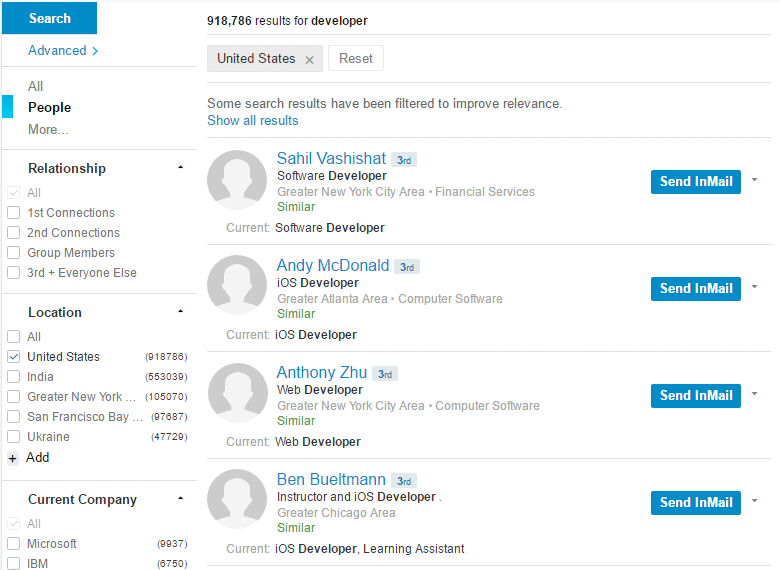 Search
Advanced >
All
People
More...
Relationship
All
1st Connections
2nd Connections
Group Members
3rd + Everyone Else
Location
All
United States (918786)
India (553039)
Greater New York ... (105070)
San Francisco Bay ... (97687)
Ukraine (47729)
+ Add
Current Company
All
Microsoft (9937)
IBM (6750)
918,786 results for developer
United States ×
Reset
Some search results have been filtered to improve relevance.
Show all results
Sahil Vashishat 3rd
Software Developer
Greater New York City Area • Financial Services
Similar
Current: Software Developer
Send InMail
Andy McDonald 3rd
iOS Developer
Greater Atlanta Area • Computer Software
Similar
Current: iOS Developer
Send InMail
Anthony Zhu 3rd
Web Developer
Greater New York City Area • Computer Software
Similar
Current: Web Developer
Send InMail
Ben Bueltmann 3rd
Instructor and iOS Developer .
Greater Chicago Area
Similar
Current: iOS Developer, Learning Assistant
Send InMail